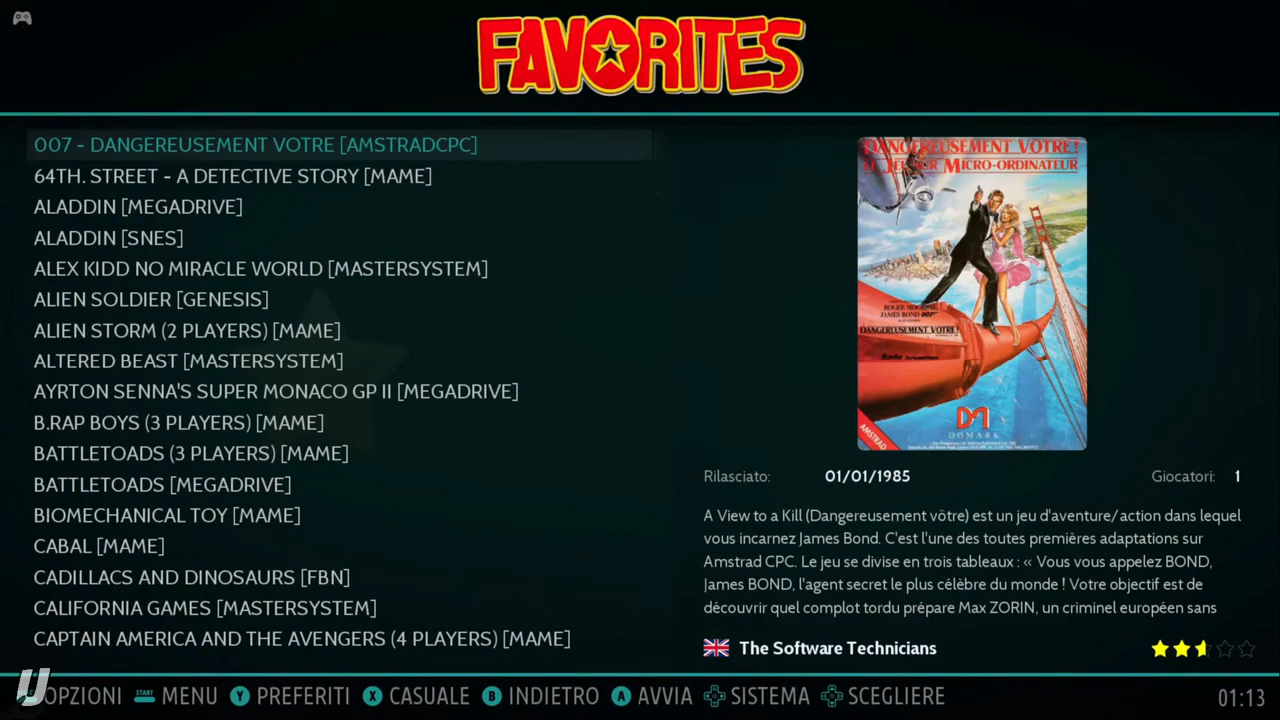 FAVORITES
007 - DANGEREUSEMENT VOTRE [AMSTRADCPC]
64TH. STREET - A DETECTIVE STORY [MAME]
ALADDIN [MEGADRIVE]
ALADDIN [SNES]
ALEX KIDD NO MIRACLE WORLD [MASTERSYSTEM]
ALIEN SOLDIER [GENESIS]
ALIEN STORM (2 PLAYERS) [MAME]
ALTERED BEAST [MASTERSYSTEM]
AYRTON SENNA'S SUPER MONACO GP II [MEGADRIVE]
B.RAP BOYS (3 PLAYERS) [MAME]
BATTLETOADS (3 PLAYERS) [MAME]
BATTLETOADS [MEGADRIVE]
BIOMECHANICAL TOY [MAME]
CABAL [MAME]
CADILLACS AND DINOSAURS [FBN]
CALIFORNIA GAMES [MASTERSYSTEM]
CAPTAIN AMERICA AND THE AVENGERS (4 PLAYERS) [MAME]
DANGEREUSEMENT VOTRE !
LE JEU SUR MICRO-ORDINATEUR
ROGER MOORE
JAMES BOND 007
DANGEREUSEMENT VOTRE !
DOMARK
AMSTRAD
Rilasciato: 01/01/1985 Giocatori: 1
A View to a Kill (Dangereusement vôtre) est un jeu d'aventure/action dans lequel
vous incarnez James Bond. C'est l'une des toutes premières adaptations sur
Amstrad CPC. Le jeu se divise en trois tableaux : « Vous vous appelez BOND,
James BOND, l'agent secret le plus célèbre du monde ! Votre objectif est de
découvrir quel complot tordu prépare Max ZORIN, un criminel européen sans
The Software Technicians
OPZIONI START MENU Y PREFERITI X CASUALE B INDIETRO A AVVIA SISTEMA SCEGLIERE
01:13